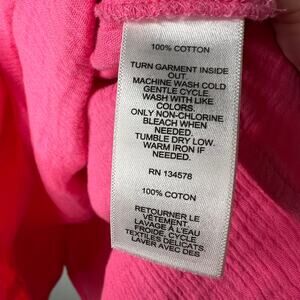 100% COTTON
TURN GARMENT INSIDE
OUT.
MACHINE WASH COLD
GENTLE CYCLE.
WASH WITH LIKE
COLORS.
ONLY NON-CHLORINE
BLEACH WHEN
NEEDED.
TUMBLE DRY LOW.
WARM IRON IF
NEEDED.
RN 134578
100% COTON
RETOURNER LE
VÊTEMENT.
LAVAGE À L'EAU
FROIDE, CYCLE
TEXTILES DÉLICATS.
LAVER AVEC DES